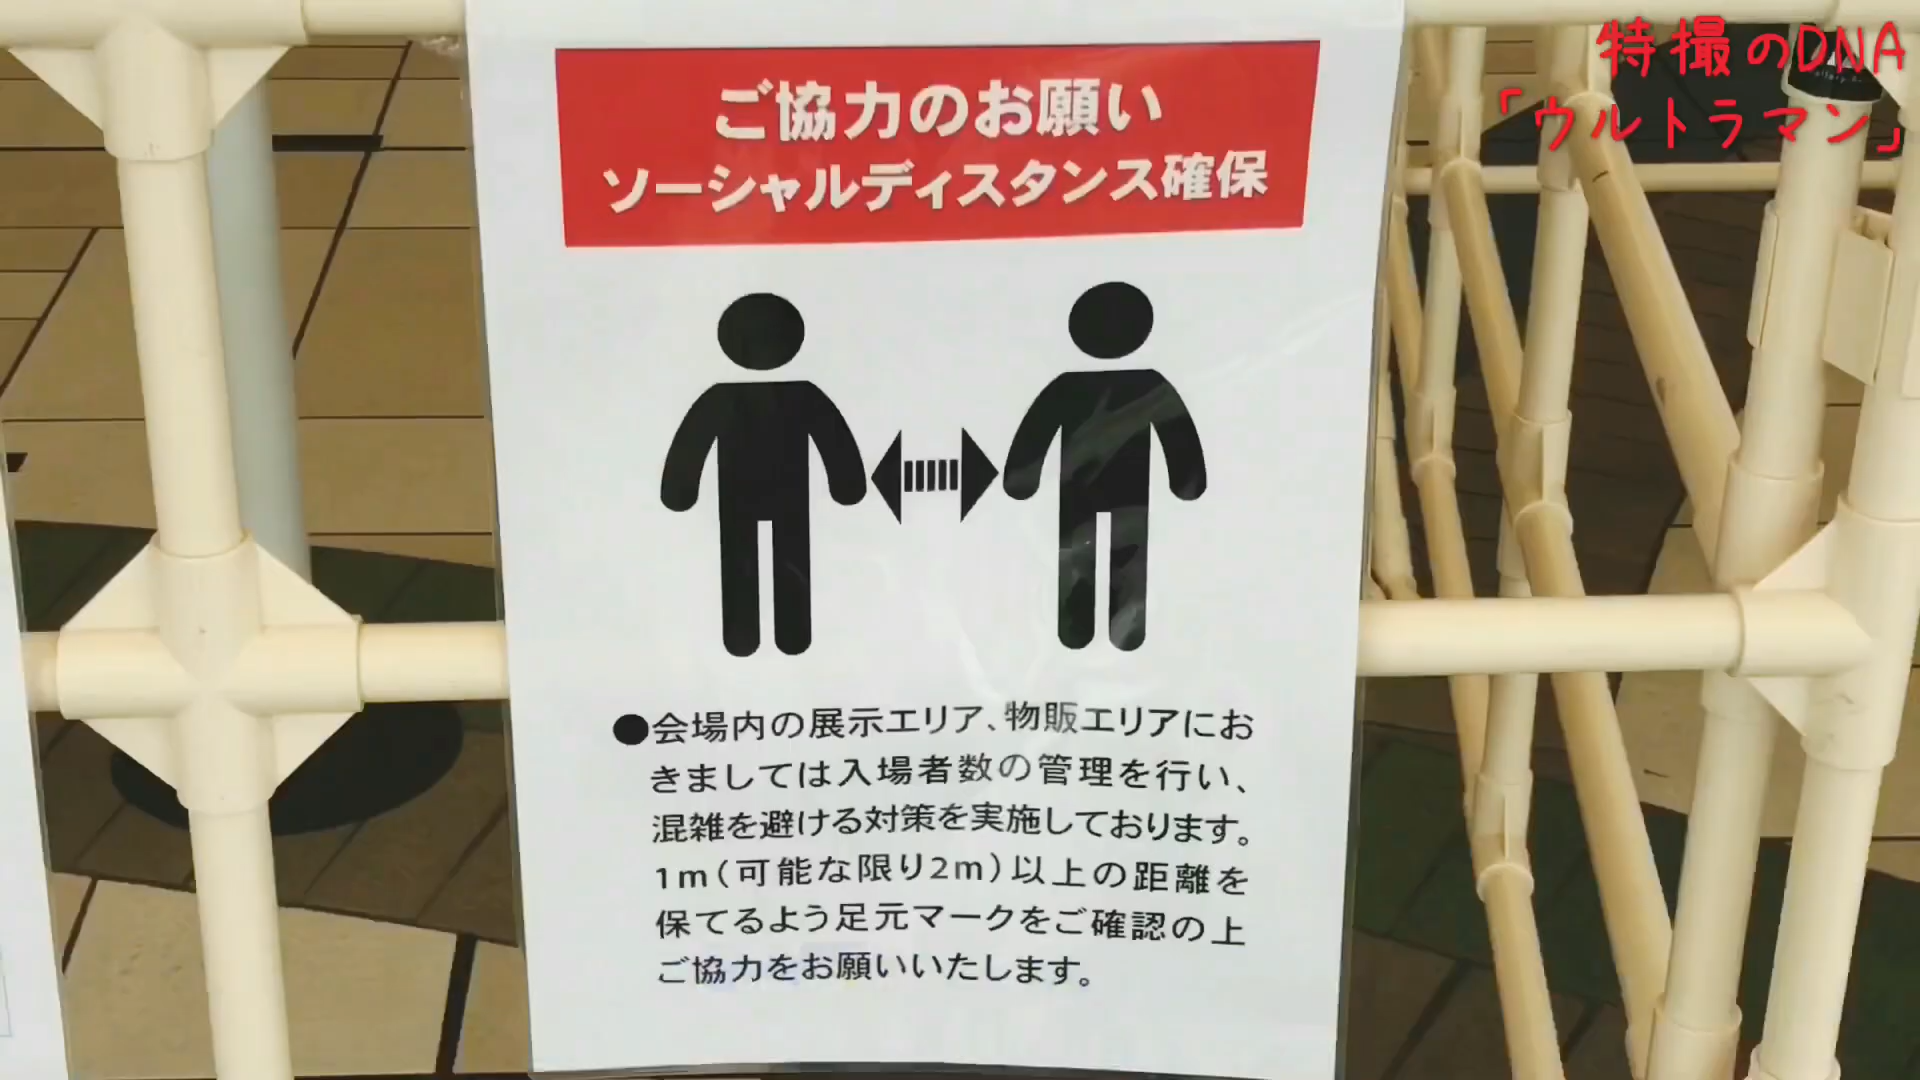 特撮のDNA
「ウルトラマン」
ご協力のお願い
ソーシャルディスタンス確保
●会場内の展示エリア、物販エリアにお
きましては入場者数の管理を行い、
混雑を避ける対策を実施しております。
1m(可能な限り2m)以上の距離を
保てるよう足元マークをご確認の上
ご協力をお願いいたします。